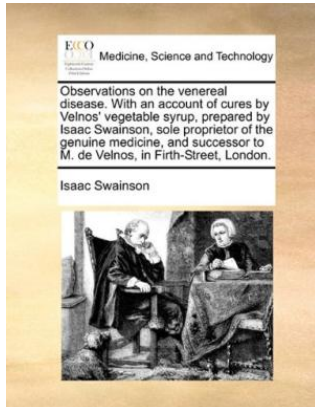 ECCO
Medicine, Science and Technology
Observations on the venereal
disease. With an account of cures by
Velnos' vegetable syrup, prepared by
Isaac Swainson, sole proprietor of the
genuine medicine, and successor to
M. de Velnos, in Firth-Street, London.
Isaac Swainson